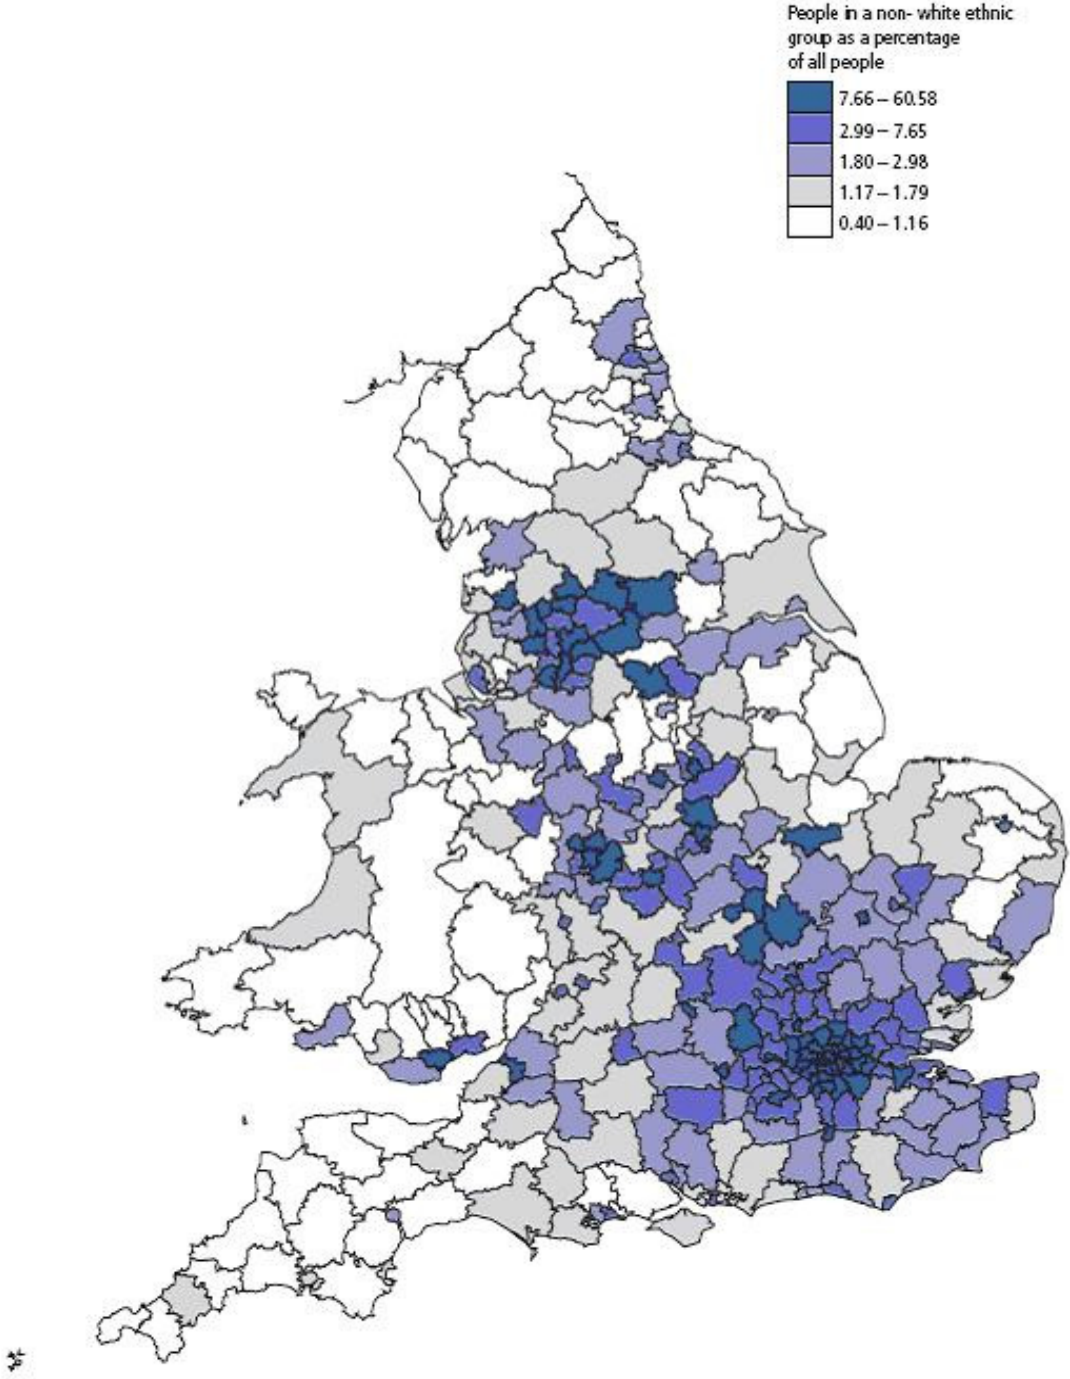 People in a non- white ethnic
group as a percentage
of all people
7.66 – 60.58
2.99 – 7.65
1.80 – 2.98
1.17 – 1.79
0.40 – 1.16